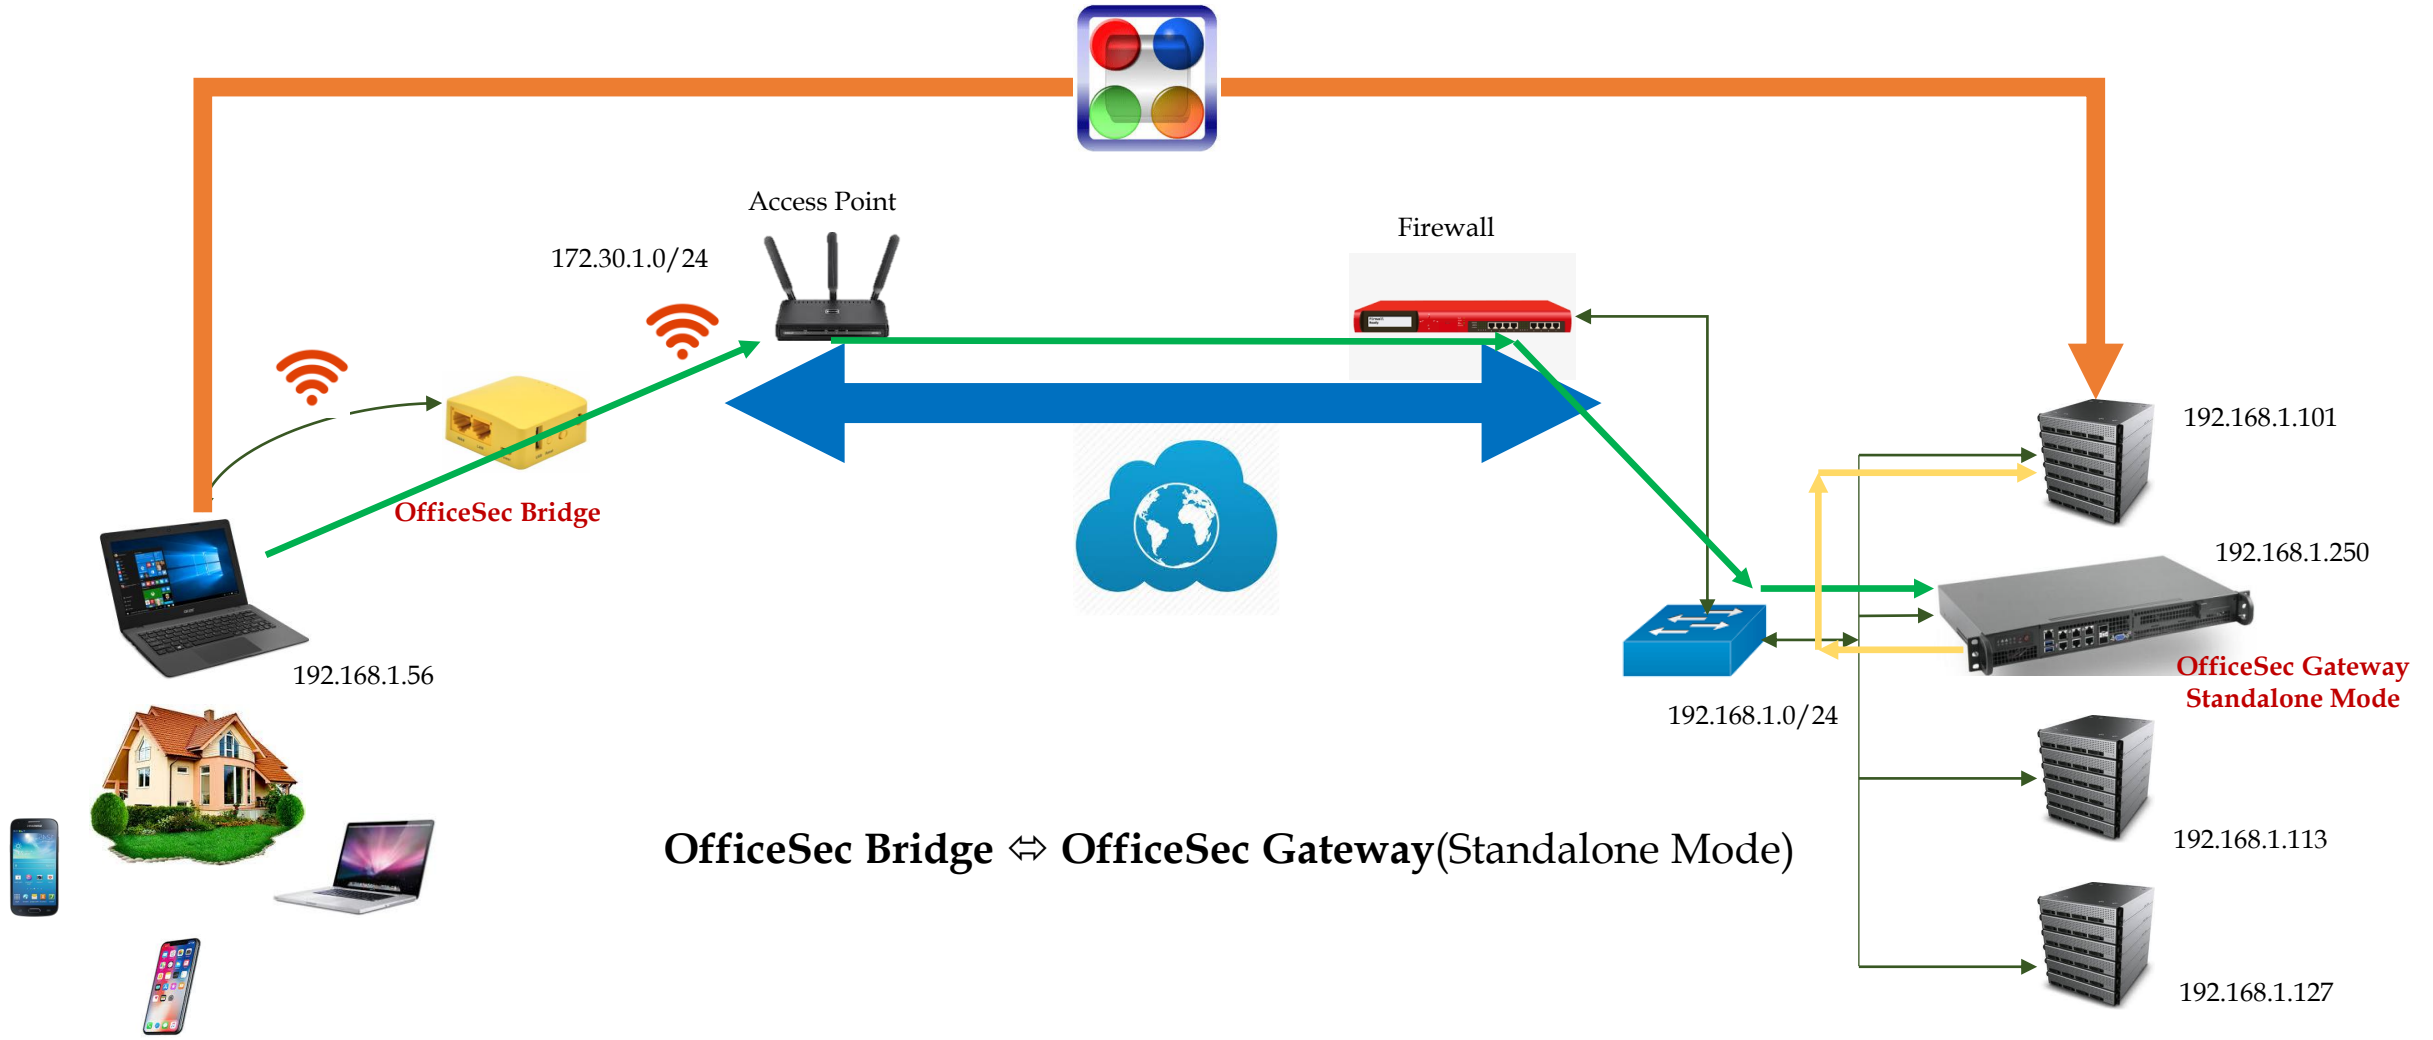 Access Point
Firewall
172.30.1.0/24
192.168.1.101
OfficeSec Bridge
192.168.1.250
192.168.1.56
OfficeSec Gateway
Standalone Mode
192.168.1.0/24
OfficeSec Bridge ⬄ OfficeSec Gateway(Standalone Mode)
192.168.1.113
192.168.1.127